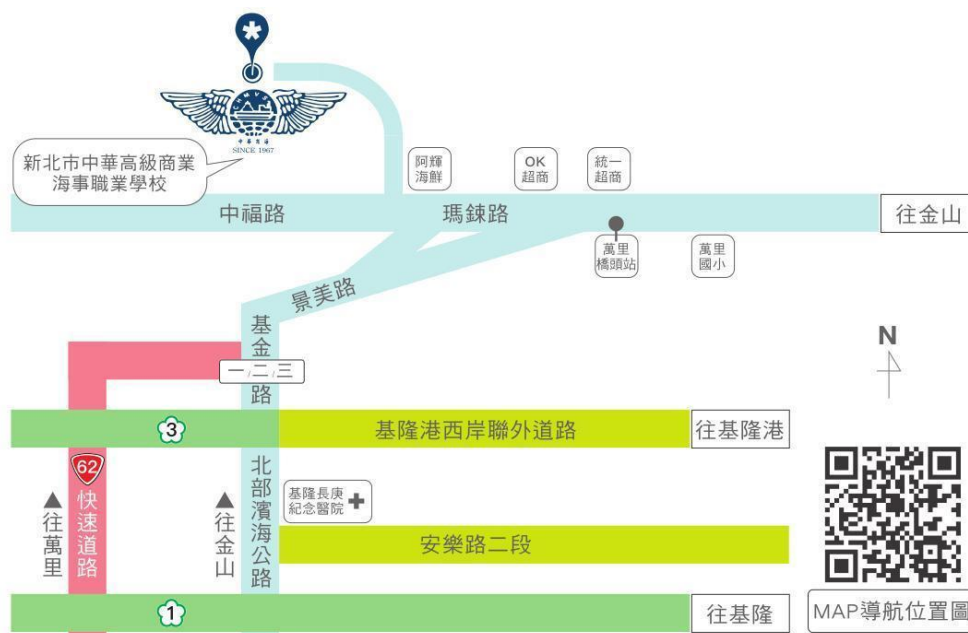 CHMVS
中華商海
SINCE 1967
新北市中華高級商業
海事職業學校
阿輝
海鮮
OK
超商
統一
超商
中福路
瑪鋉路
往金山
萬里
橋頭站
萬里
國小
景美路
基金
一/二/三
路
N
3
基隆港西岸聯外道路
往基隆港
62
快速道路
▲往萬里
▲往金山
北部濱海公路
基隆長庚
紀念醫院
安樂路二段
1
往基隆
MAP導航位置圖